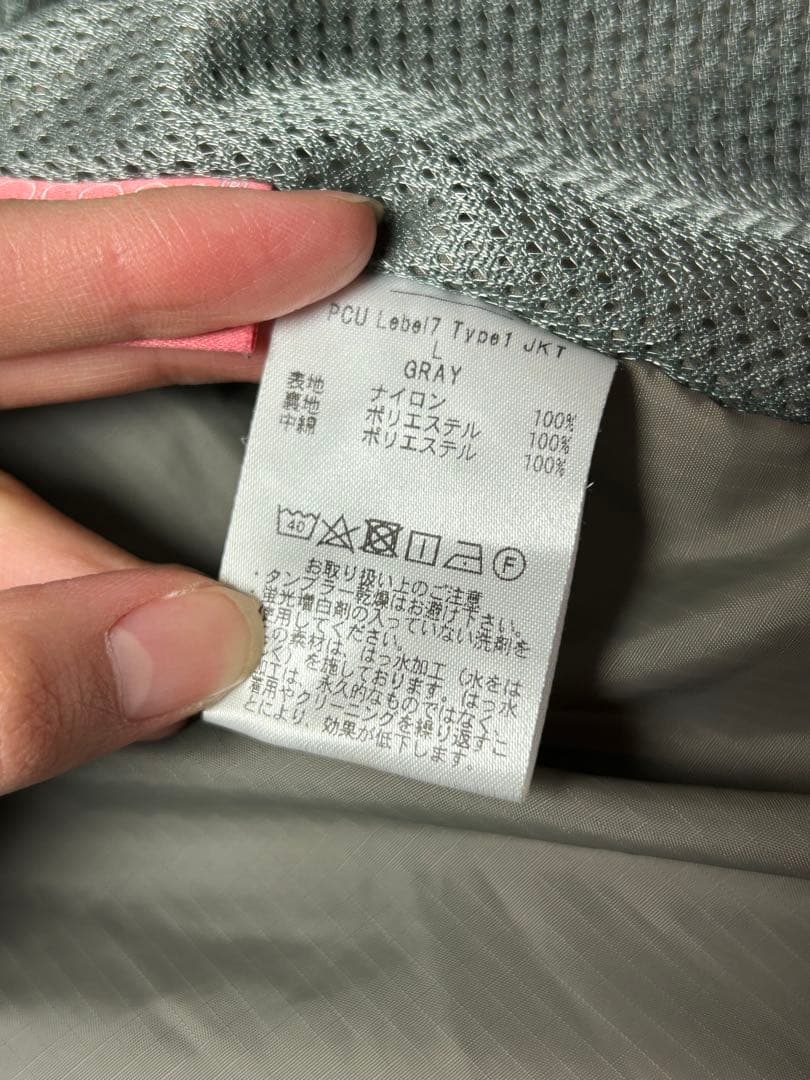 PCU Lebel7 Type1 JKT
L
GRAY
表地 ナイロン 100%
裏地 ポリエステル 100%
中綿 ポリエステル 100%
40 F
お取り扱い上のご注意
・タンブラー乾燥はお避け下さい。
蛍光増白剤の入っていない洗剤を
使用してください。
の素材は、はっ水加工（水をは
く）を施しております。はっ水
加工は、永久的なものではなく、
着用やクリーニングを繰り返すこ
とにより、効果が低下します。